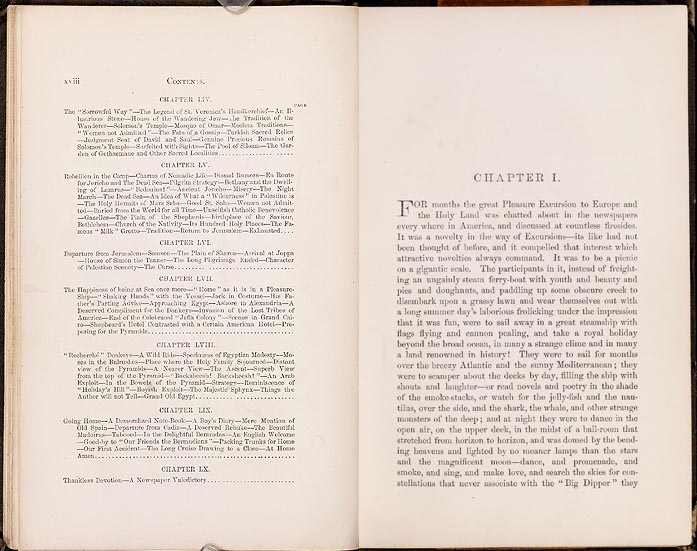 xviii CONTENTS.
CHAPTER LIV.
PAGE
The "Sorrowful Way"—The Legend of St. Veronica's Handkerchief—An Il-
lustrious Stone—House of the Wandering Jew—The Tradition of the
Wanderer—Solomon's Temple—Mosque of Omar—Moslem Traditions—
"Women not Admitted"—The Fate of a Gossip—Turkish Sacred Relics
—Judgment Seat of David and Saul—Genuine Precious Remains of
Solomon's Temple—Surfeited with Sights—The Pool of Siloam—The Gar-
den of Gethsemane and Other Sacred Localities
CHAPTER LV.
Rebellion in the Camp—Charms of Nomadic Life—Dismal Rumors—En Route
for Jericho and The Dead Sea—Pilgrim Strategy—Bethany and the Dwell-
ing of Lazarus—"Bedouins!"—Ancient Jericho—Misery—The Night
March—The Dead Sea—An Idea of What a "Wilderness" in Palestine is
—The Holy Hermits of Mars Saba—Good St. Saba—Women not Admit-
ted—Buried from the World for all Time—Unselfish Catholic Benevolence
—Gazelles—The Plain of the Shepherds—Birthplace of the Saviour,
Bethlehem—Church of the Nativity—Its Hundred Holy Places—The Fa-
mous "Milk" Grotto—Tradition—Return to Jerusalem—Exhausted
CHAPTER LVI.
Departure from Jerusalem—Samson—The Plain of Sharon—Arrival at Joppa
—House of Simon the Tanner—The Long Pilgrimage Ended—Character
of Palestine Scenery—The Curse
CHAPTER LVII.
The Happiness of being at Sea once more—"Home" as it is in a Pleasure-
Ship—"Shaking Hands" with the Vessel—Jack in Costume—His Fa-
ther's Parting Advice—Approaching Egypt—Ashore in Alexandria—A
Deserved Compliment for the Donkeys—Invasion of the Lost Tribes of
America—End of the Celebrated "Jaffa Colony"—Scenes in Grand Cai-
ro—Shepheard's Hotel Contrasted with a Certain American Hotel—Pre-
paring for the Pyramids
CHAPTER LVIII.
"Recherché" Donkeys—A Wild Ride—Specimens of Egyptian Modesty—Mo-
ses in the Bulrushes—Place where the Holy Family Sojourned—Distant
view of the Pyramids—A Nearer View—The Ascent—Superb View
from the top of the Pyramid—"Backsheesh! Backsheesh!"—An Arab
Exploit—In the Bowels of the Pyramid—Strategy—Reminiscence of
"Holiday's Hill"—Boyish Exploit—The Majestic Sphynx—Things the
Author will not Tell—Grand Old Egypt
CHAPTER LIX.
Going Home—A Demoralized Note-Book—A Boy's Diary—Mere Mention of
Old Spain—Departure from Cadiz—A Deserved Rebuke—The Beautiful
Madeiras—Tabooed—In the Delightful Bermudas—An English Welcome
—Good-by to "Our Friends the Bermudians"—Packing Trunks for Home
—Our First Accident—The Long Cruise Drawing to a Close—At Home
Amen
CHAPTER LX.
Thankless Devotion—A Newspaper Valedictory
CHAPTER I.
FOR months the great Pleasure Excursion to Europe and
the Holy Land was chatted about in the newspapers
every where in America, and discussed at countless firesides.
It was a novelty in the way of Excursions—its like had not
been thought of before, and it compelled that interest which
attractive novelties always command. It was to be a picnic
on a gigantic scale. The participants in it, instead of freight-
ing an ungainly steam ferry-boat with youth and beauty and
pies and doughnuts, and paddling up some obscure creek to
disembark upon a grassy lawn and wear themselves out with
a long summer day's laborious frolicking under the impression
that it was fun, were to sail away in a great steamship with
flags flying and cannon pealing, and take a royal holiday
beyond the broad ocean, in many a strange clime and in many
a land renowned in history! They were to sail for months
over the breezy Atlantic and the sunny Mediterranean; they
were to scamper about the decks by day, filling the ship with
shouts and laughter—or read novels and poetry in the shade
of the smoke-stacks, or watch for the jelly-fish and the nau-
tilus, over the side, and the shark, the whale, and other strange
monsters of the deep; and at night they were to dance in the
open air, on the upper deck, in the midst of a ball-room that
stretched from horizon to horizon, and was domed by the bend-
ing heavens and lighted by no meaner lamps than the stars
and the magnificent moon—dance, and promenade, and
smoke, and sing, and make love, and search the skies for con-
stellations that never associate with the "Big Dipper" they